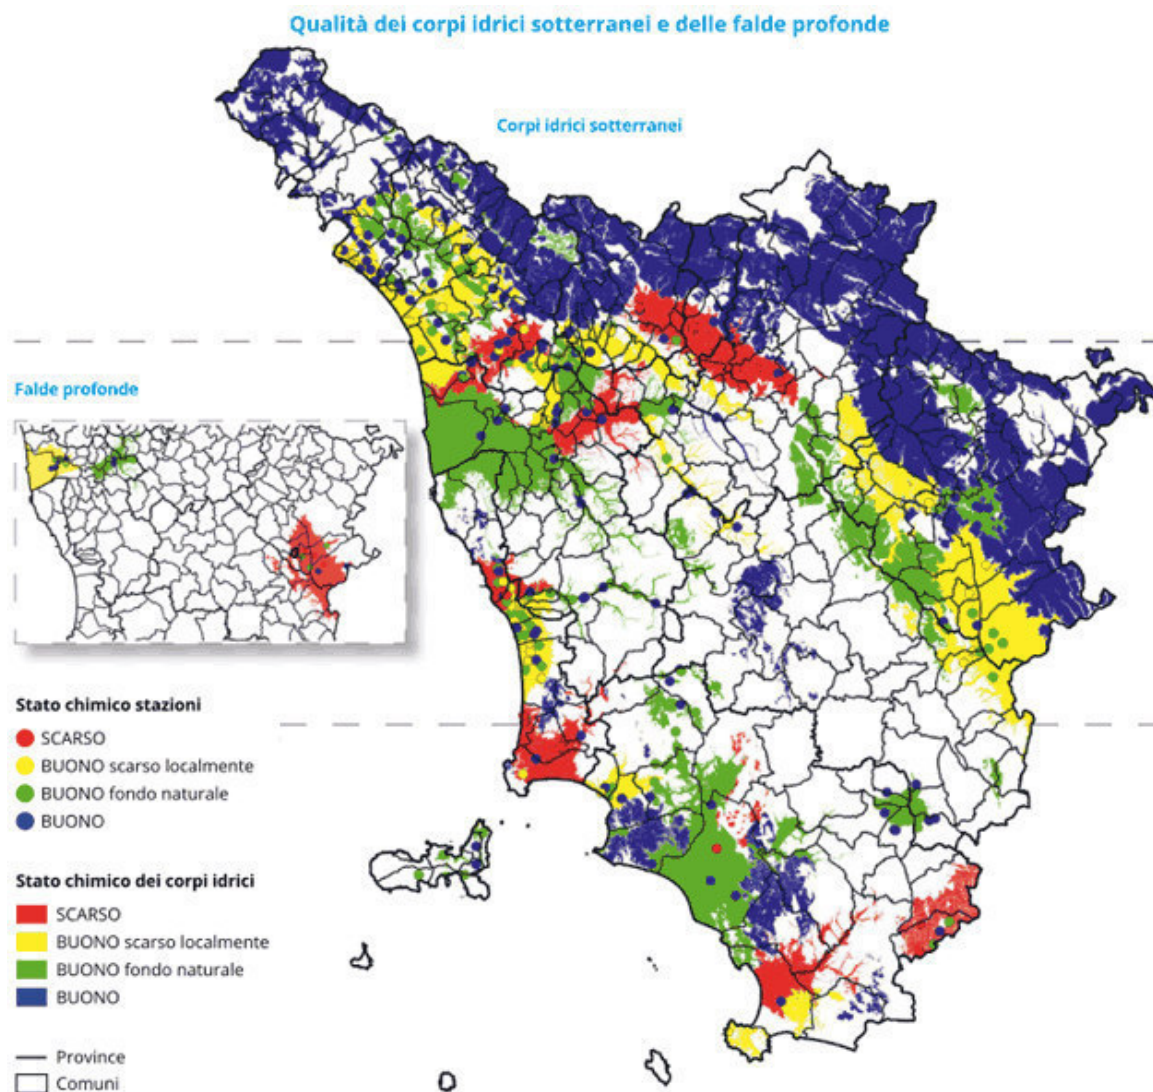 Qualità dei corpi idrici sotterranei e delle falde profonde
Corpi idrici sotterranei
Falde profonde
Stato chimico stazioni
SCARSO
BUONO scarso localmente
BUONO fondo naturale
BUONO
Stato chimico dei corpi idrici
SCARSO
BUONO scarso localmente
BUONO fondo naturale
BUONO
Province
Comuni